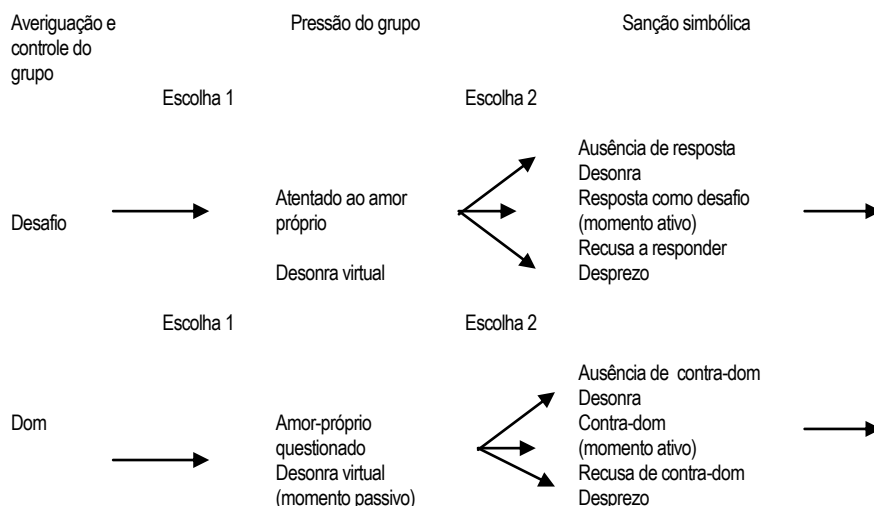 Averiguação e
controle do
grupo
Pressão do grupo
Sanção simbólica
Escolha 1
Escolha 2
Desafio
Atentado ao amor
próprio
Desonra virtual
Ausência de resposta
Desonra
Resposta como desafio
(momento ativo)
Recusa a responder
Desprezo
Escolha 1
Escolha 2
Dom
Amor-próprio
questionado
Desonra virtual
(momento passivo)
Ausência de contra-dom
Desonra
Contra-dom
(momento ativo)
Recusa de contra-dom
Desprezo